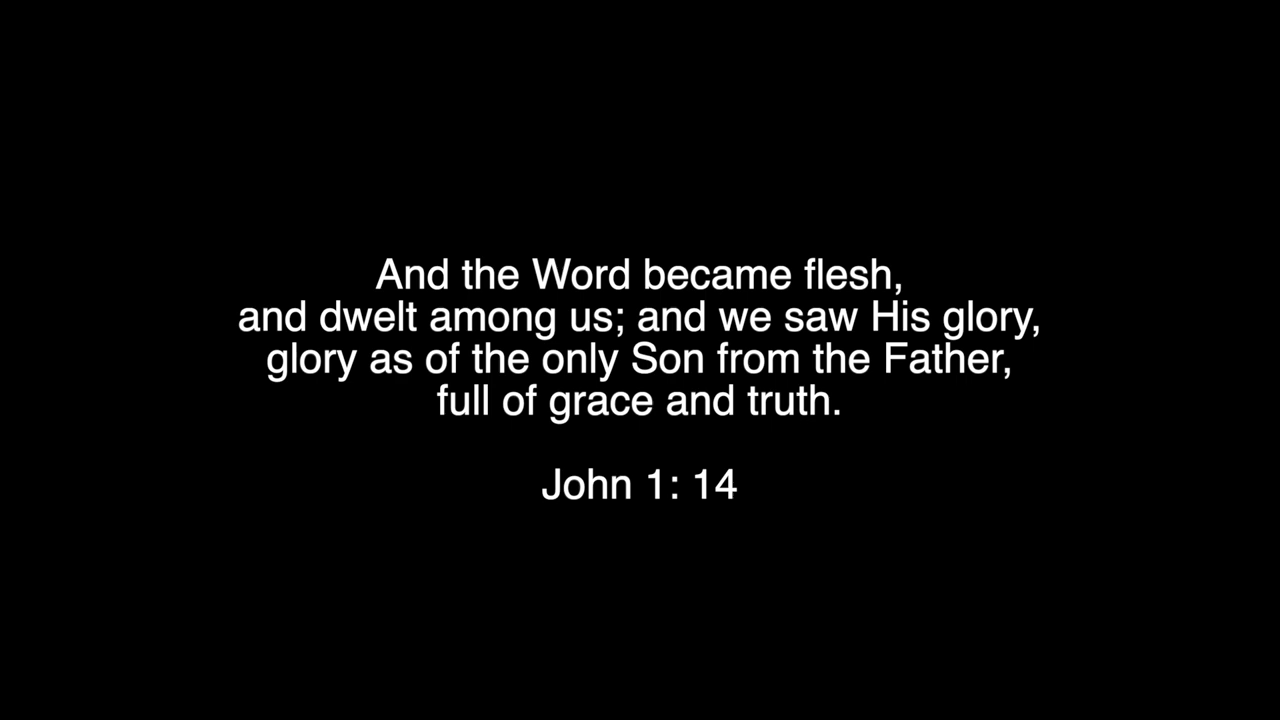 And the Word became flesh,
and dwelt among us; and we saw His glory,
glory as of the only Son from the Father,
full of grace and truth.
John 1: 14